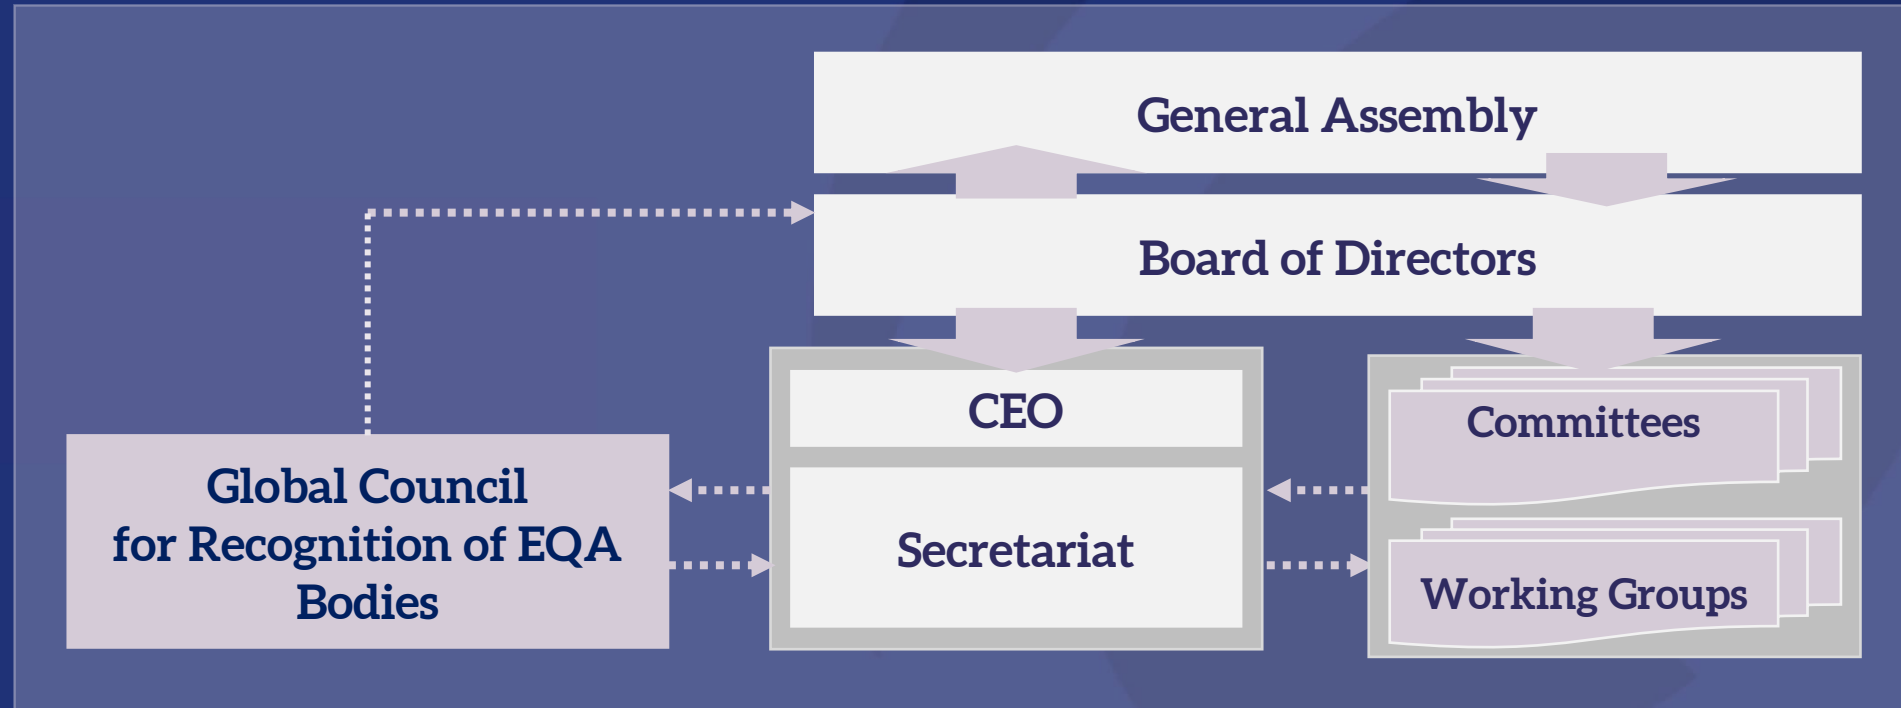 General Assembly
Board of Directors
CEO
Committees
Global Council
for Recognition of EQA
Bodies
Secretariat
Working Groups